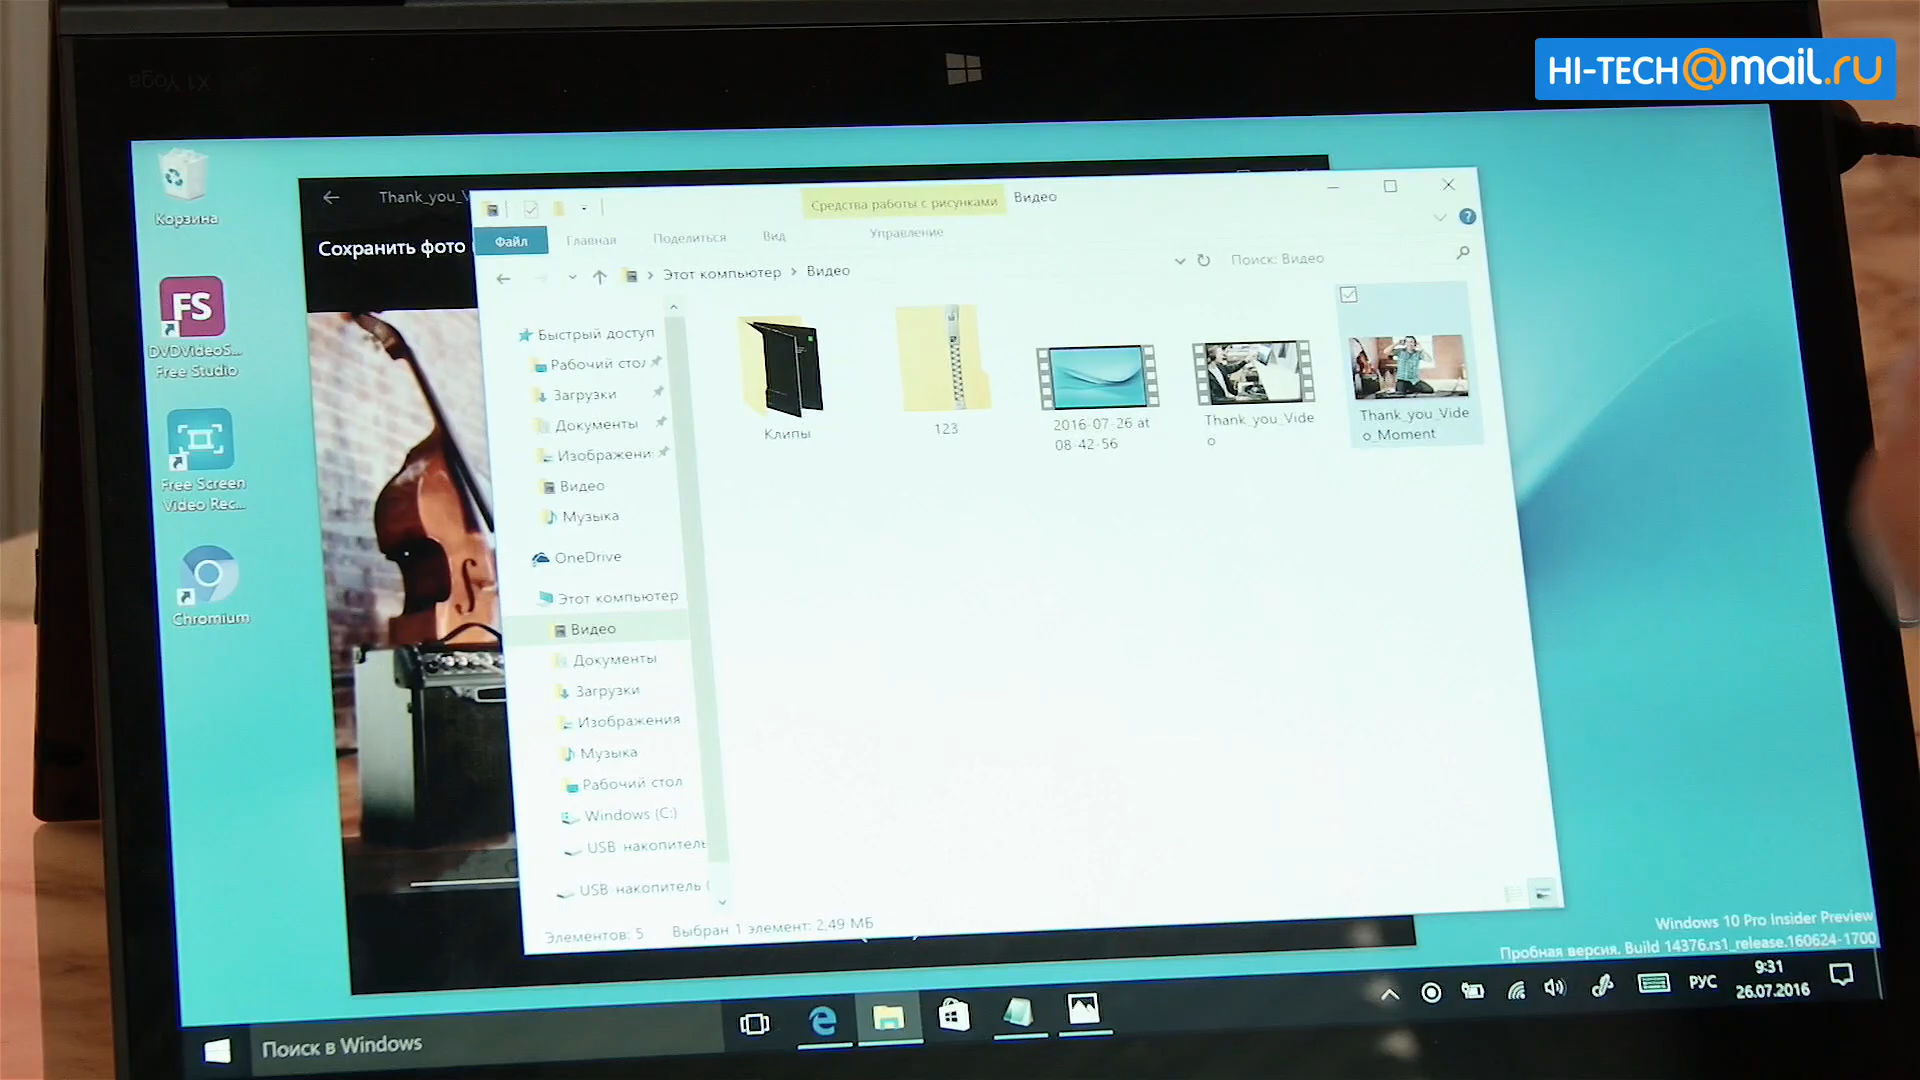 HI-TECH@mail.ru
X1 Yoga
Корзина
DVDVideoS...
Free Studio
Free Screen
Video Rec...
Chromium
Thank_you_V
Сохранить фото
Средства работы с рисунками
Видео
Файл
Главная
Поделиться
Вид
Управление
Этот компьютер > Видео
Поиск: Видео
Быстрый доступ
Рабочий стол
Загрузки
Документы
Изображени
Видео
Музыка
OneDrive
Этот компьютер
Видео
Документы
Загрузки
Изображения
Музыка
Рабочий стол
Windows (C:)
USB-накопитель
USB-накопитель (
Клипы
123
2016-07-26 at
08-42-56
Thank_you_Vide
o
Thank_you_Vide
o_Moment
Элементов: 5
Выбран 1 элемент: 2,49 МБ
Windows 10 Pro Insider Preview
Пробная версия. Build 14376.rs1_release.160624-1700
Поиск в Windows
РУС
9:31
26.07.2016